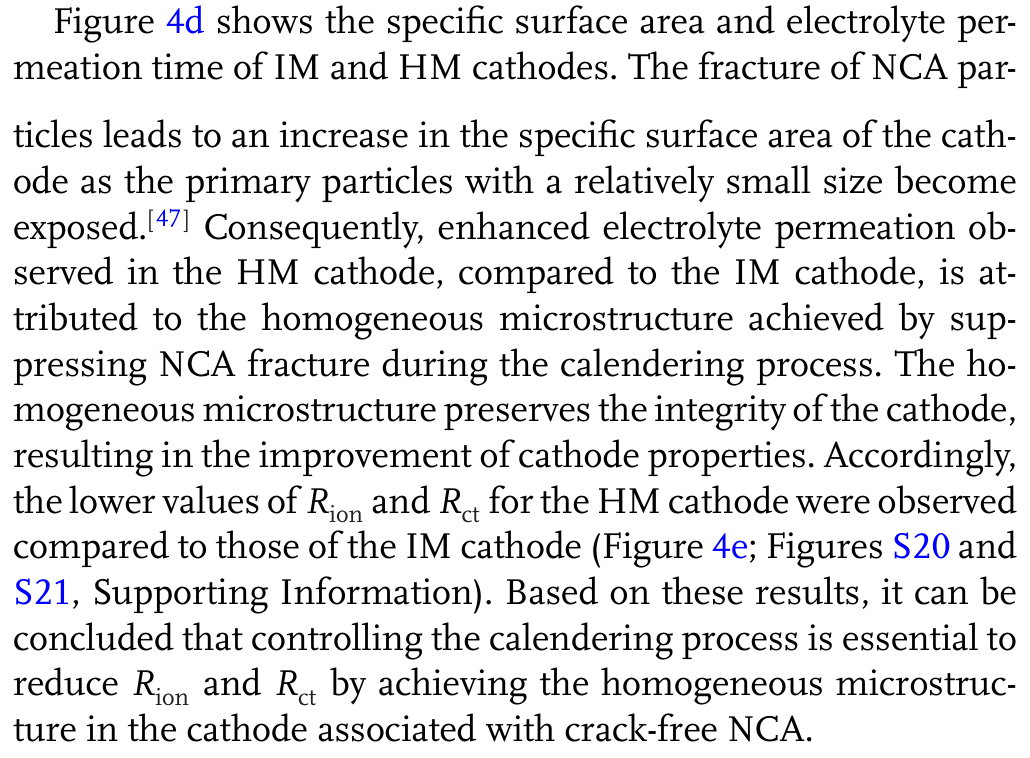 Figure 4d shows the specific surface area and electrolyte per-
meation time of IM and HM cathodes. The fracture of NCA par-
ticles leads to an increase in the specific surface area of the cath-
ode as the primary particles with a relatively small size become
exposed.[47] Consequently, enhanced electrolyte permeation ob-
served in the HM cathode, compared to the IM cathode, is at-
tributed to the homogeneous microstructure achieved by sup-
pressing NCA fracture during the calendering process. The ho-
mogeneous microstructure preserves the integrity of the cathode,
resulting in the improvement of cathode properties. Accordingly,
the lower values of Rion and Rct for the HM cathode were observed
compared to those of the IM cathode (Figure 4e; Figures S20 and
S21, Supporting Information). Based on these results, it can be
concluded that controlling the calendering process is essential to
reduce Rion and Rct by achieving the homogeneous microstruc-
ture in the cathode associated with crack-free NCA.